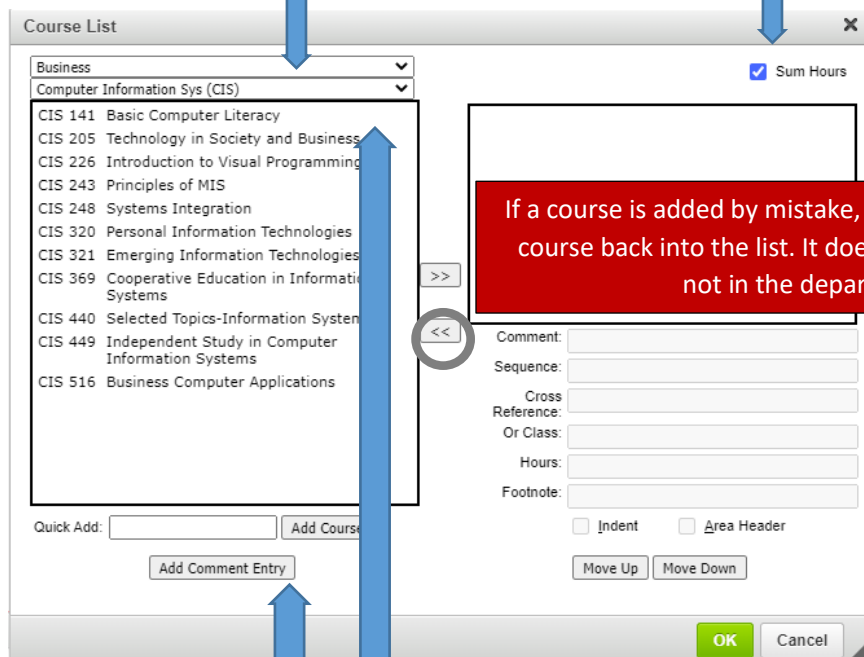 Course List
Business
Computer Information Sys (CIS)
Sum Hours
CIS 141 Basic Computer Literacy
CIS 205 Technology in Society and Business
CIS 226 Introduction to Visual Programming
CIS 243 Principles of MIS
CIS 248 Systems Integration
CIS 320 Personal Information Technologies
CIS 321 Emerging Information Technologies
CIS 369 Cooperative Education in
Systems
CIS 440 Selected Topics-Information
CIS 449 Independent Study in Computer
Information Systems
CIS 516 Business Computer Applications
>>
<<
If a course is added by mistake,
course back into the list. It
not in the
Comment:
Sequence:
Cross
Reference:
Or Class:
Hours:
Footnote:
Indent
Area Header
Quick Add:
Add Course
Add Comment Entry
Move Up
Move Down
OK
Cancel